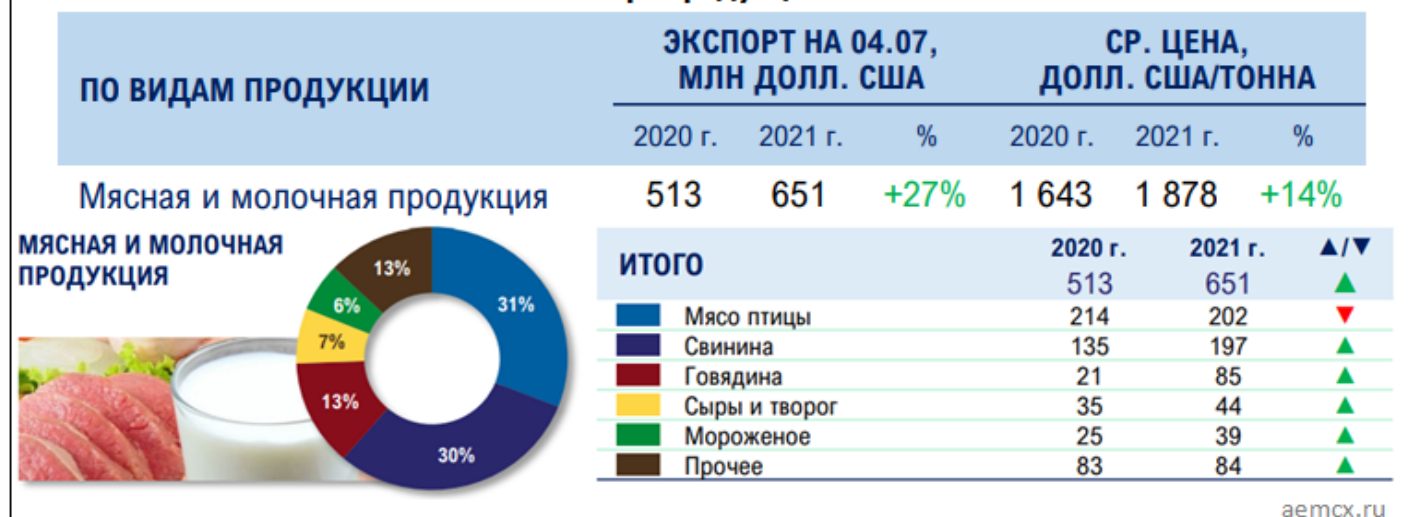 ПО ВИДАМ ПРОДУКЦИИ
ЭКСПОРТ НА 04.07,
МЛН ДОЛЛ. США
СР. ЦЕНА,
ДОЛЛ. США/ТОННА
2020 г. 2021 г. % 2020 г. 2021 г. %
Мясная и молочная продукция 513 651 +27% 1 643 1 878 +14%
МЯСНАЯ И МОЛОЧНАЯ
ПРОДУКЦИЯ
13%
31%
6%
7%
13%
30%
ИТОГО 2020 г. 2021 г. ▲/▼
513 651 ▲
Мясо птицы 214 202 ▼
Свинина 135 197 ▲
Говядина 21 85 ▲
Сыры и творог 35 44 ▲
Мороженое 25 39 ▲
Прочее 83 84 ▲
aemcx.ru